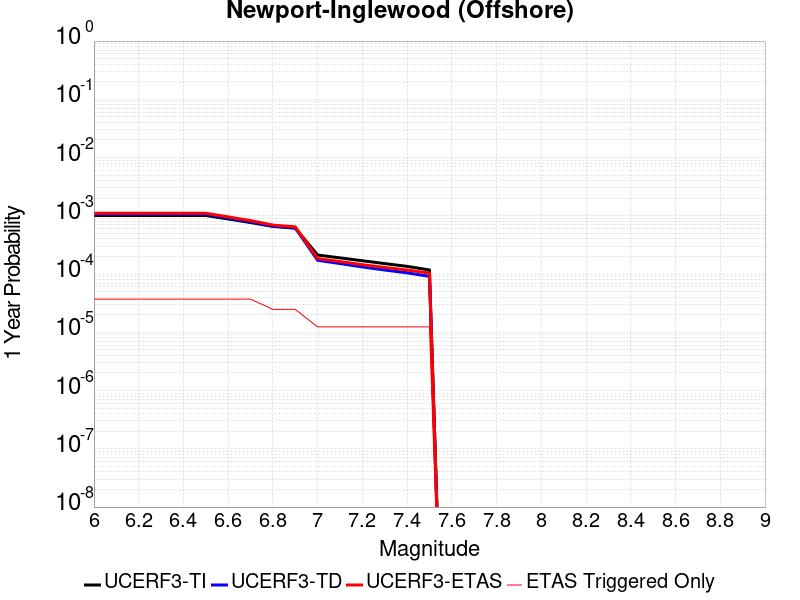 Newport-Inglewood (Offshore)
10^0
10^-1
10^-2
10^-3
10^-4
10^-5
10^-6
10^-7
10^-8
1 Year Probability
6 6.2 6.4 6.6 6.8 7 7.2 7.4 7.6 7.8 8 8.2 8.4 8.6 8.8 9
Magnitude
UCERF3-TI UCERF3-TD UCERF3-ETAS ETAS Triggered Only